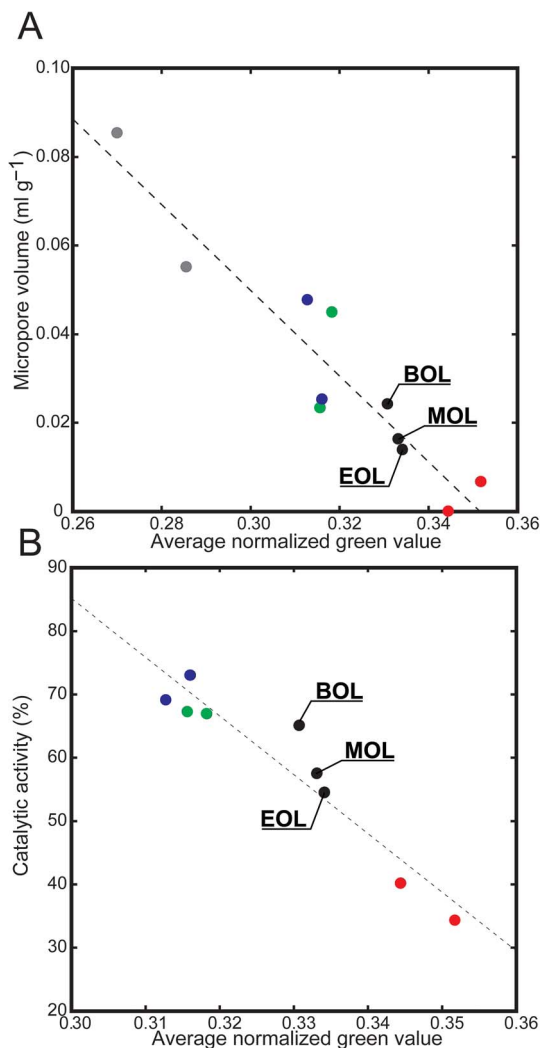 A
0.10
0.08
0.06
0.04
0.02
0
Micropore volume (ml g⁻¹)
BOL
MOL
EOL
0.26 0.28 0.30 0.32 0.34 0.36
Average normalized green value
B
90
80
70
60
50
40
30
20
Catalytic activity (%)
BOL
MOL
EOL
0.30 0.31 0.32 0.33 0.34 0.35 0.36
Average normalized green value